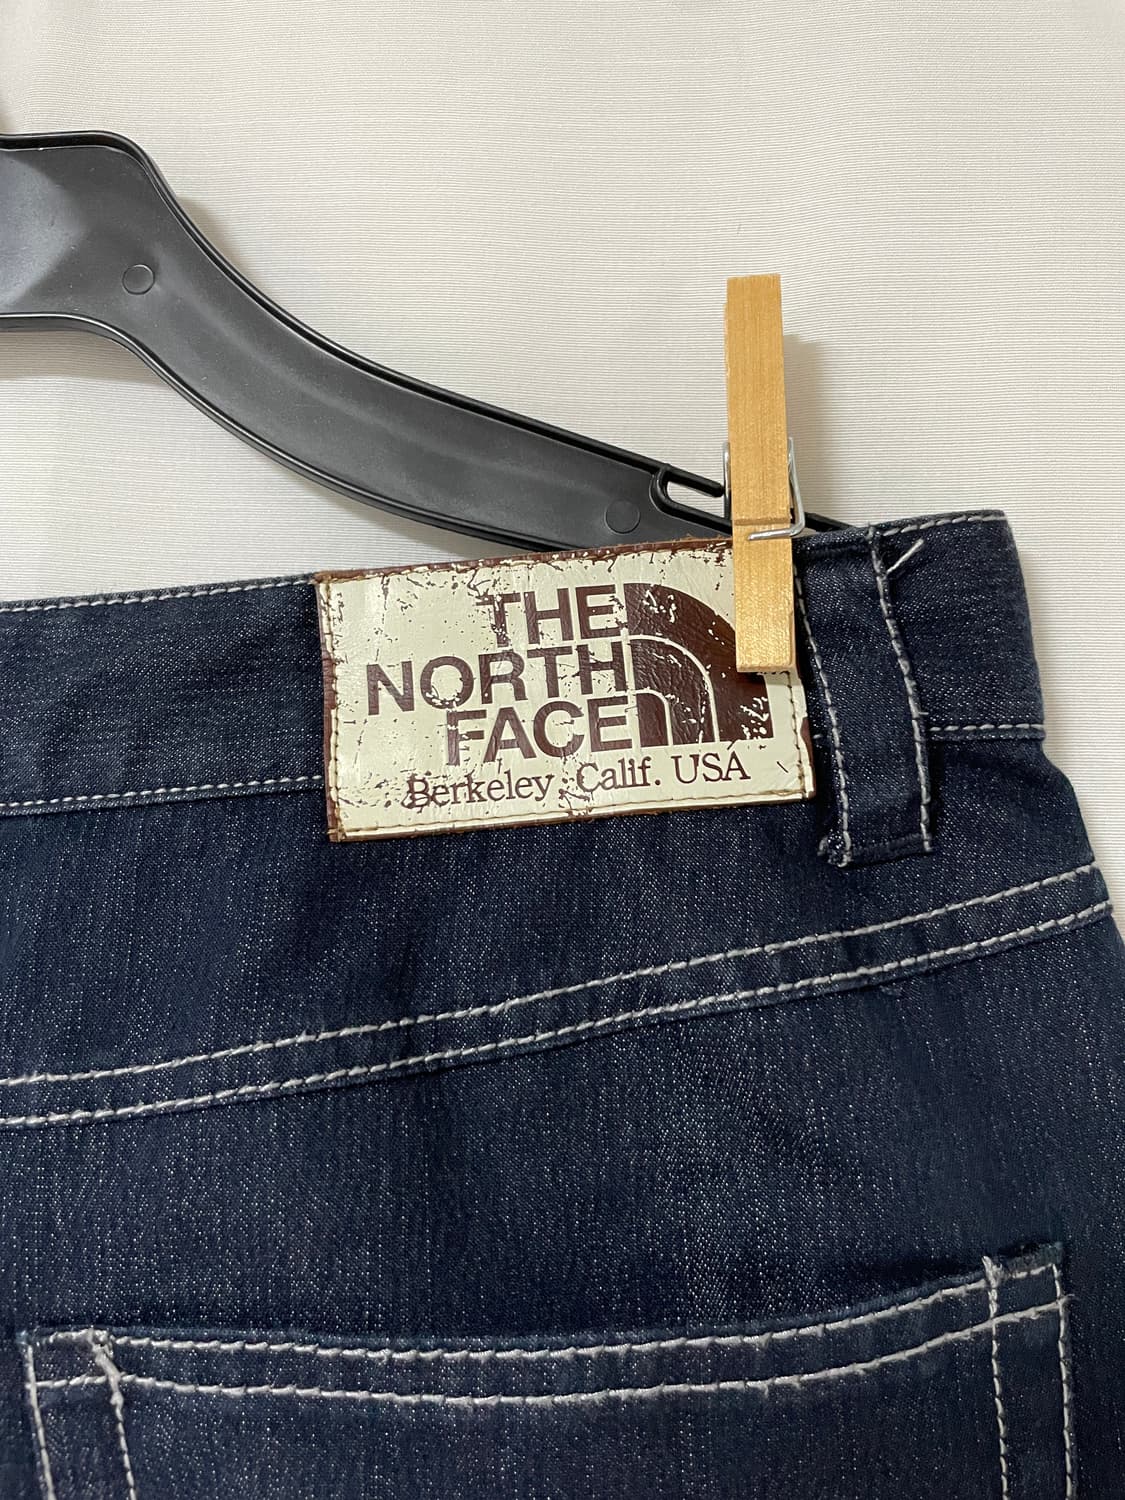 THE
NORTH
FACE
Berkeley, Calif. USA